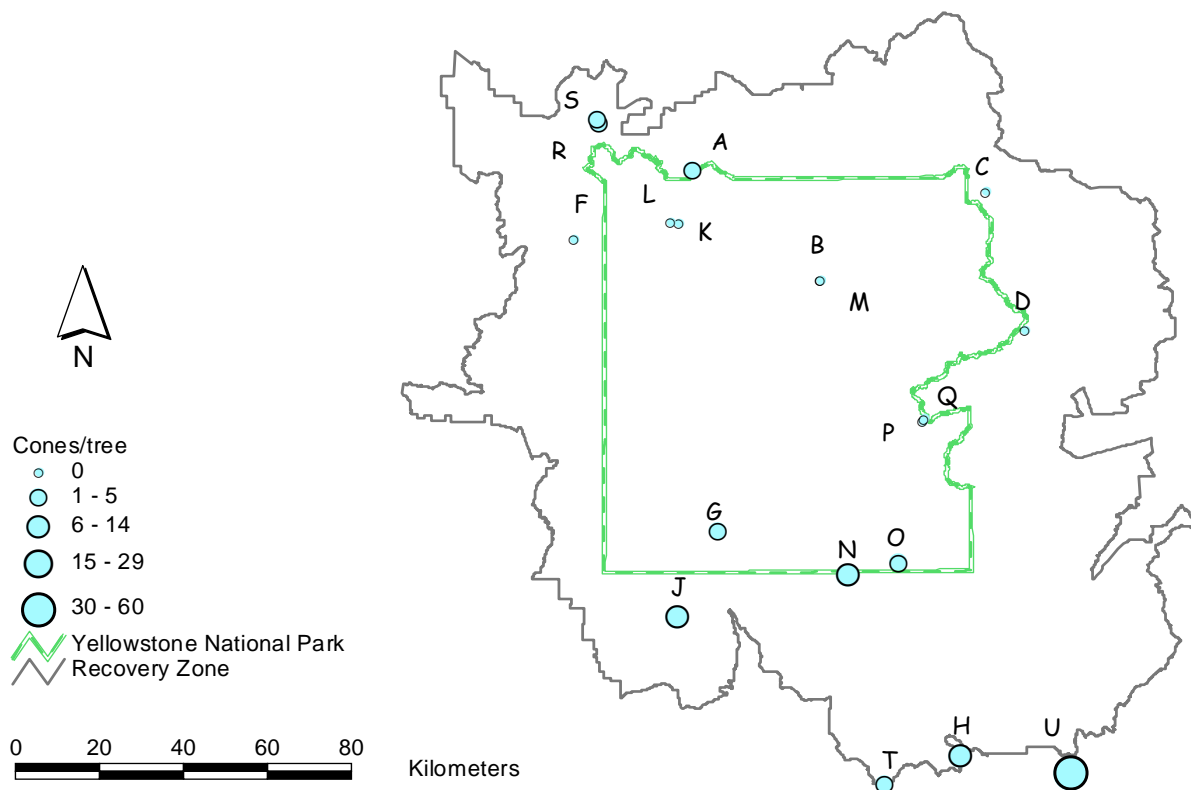 S
A
R
C
L
F
K
B
M
D
N
Q
Cones/tree
P
0
1 - 5
G
6 - 14
O
N
15 - 29
J
30 - 60
Yellowstone National Park
Recovery Zone
H
U
T
0 20 40 60 80
Kilometers